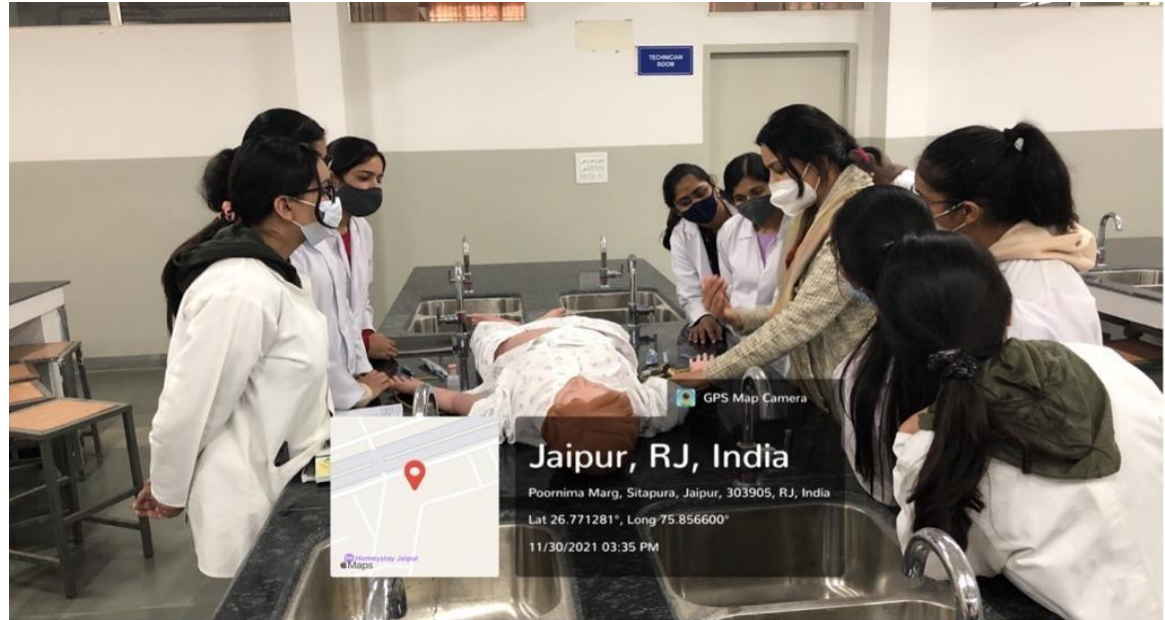 TECHNICIAN
ROOM
GPS Map Camera
Jaipur, RJ, India
Poornima Marg, Sitapura, Jaipur, 303905, RJ, India
Lat 26.771281°, Long 75.856600°
11/30/2021 03:35 PM
Homeystay Jaipur
Maps